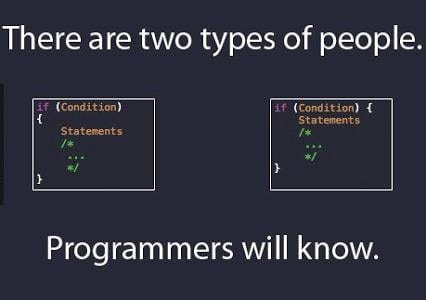 There are two types of people.
if (Condition)
{
Statements
/*
...
*/
}
if (Condition) {
Statements
/*
...
*/
}
Programmers will know.